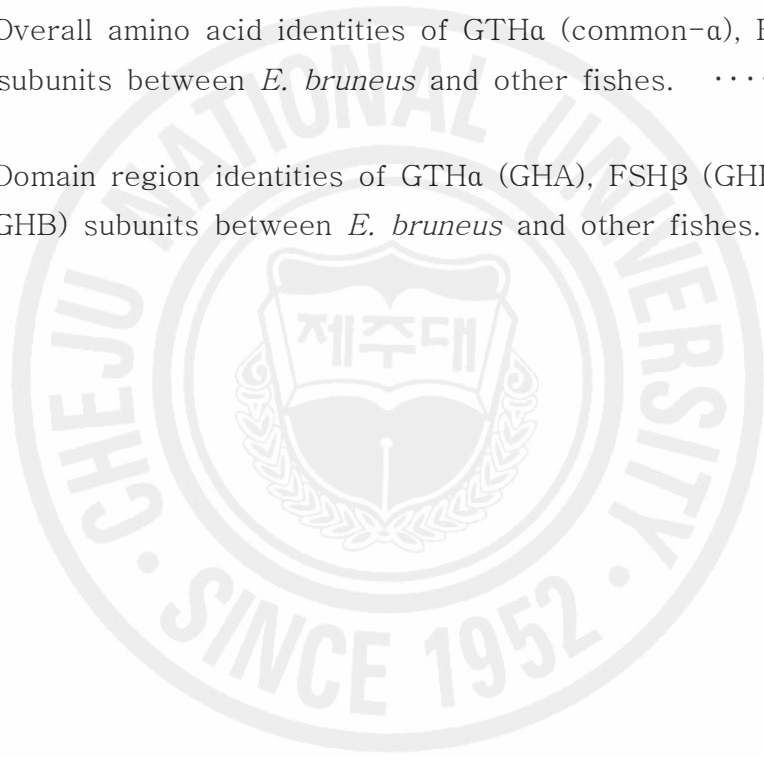 Overall amino acid identities of GTHα (common-α),
subunits between E. bruneus and other fishes. ····
Domain region identities of GTHα (GHA), FSHβ
GHB) subunits between E. bruneus and other fishes.
CHEJU NATIONAL UNIVERSITY
제주대
· SINCE 1952 ·